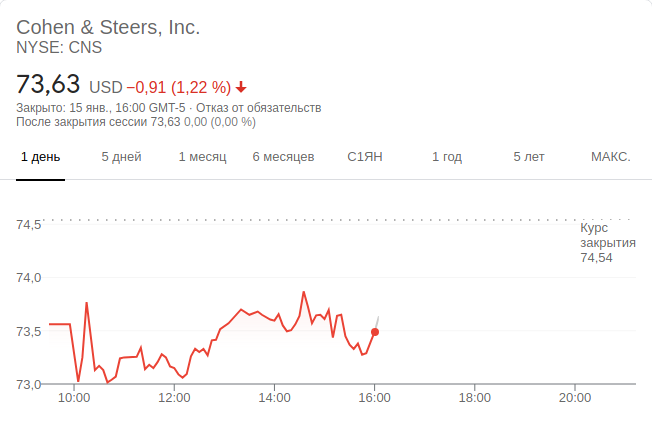 Cohen & Steers, Inc.
NYSE: CNS
73,63 USD −0,91 (1,22 %)
Закрыто: 15 янв., 16:00 GMT-5 · Отказ от обязательств
После закрытия сессии 73,63 0,00 (0,00 %)
1 день 5 дней 1 месяц 6 месяцев С1ЯН 1 год 5 лет МАКС.
74,5
Курс
закрытия
74,54
74,0
73,5
73,0
10:00 12:00 14:00 16:00 18:00 20:00